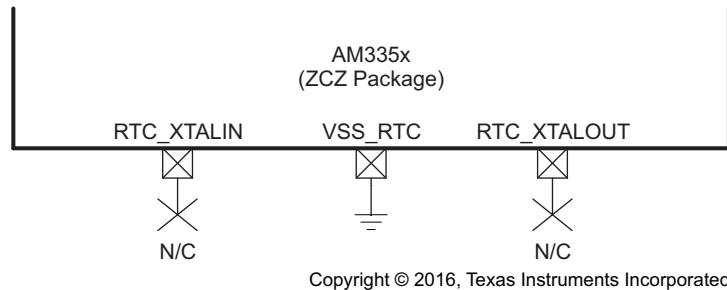 AM335x
(ZCZ Package)
RTC_XTALIN VSS_RTC RTC_XTALOUT
N/C N/C
Copyright © 2016, Texas Instruments Incorporated